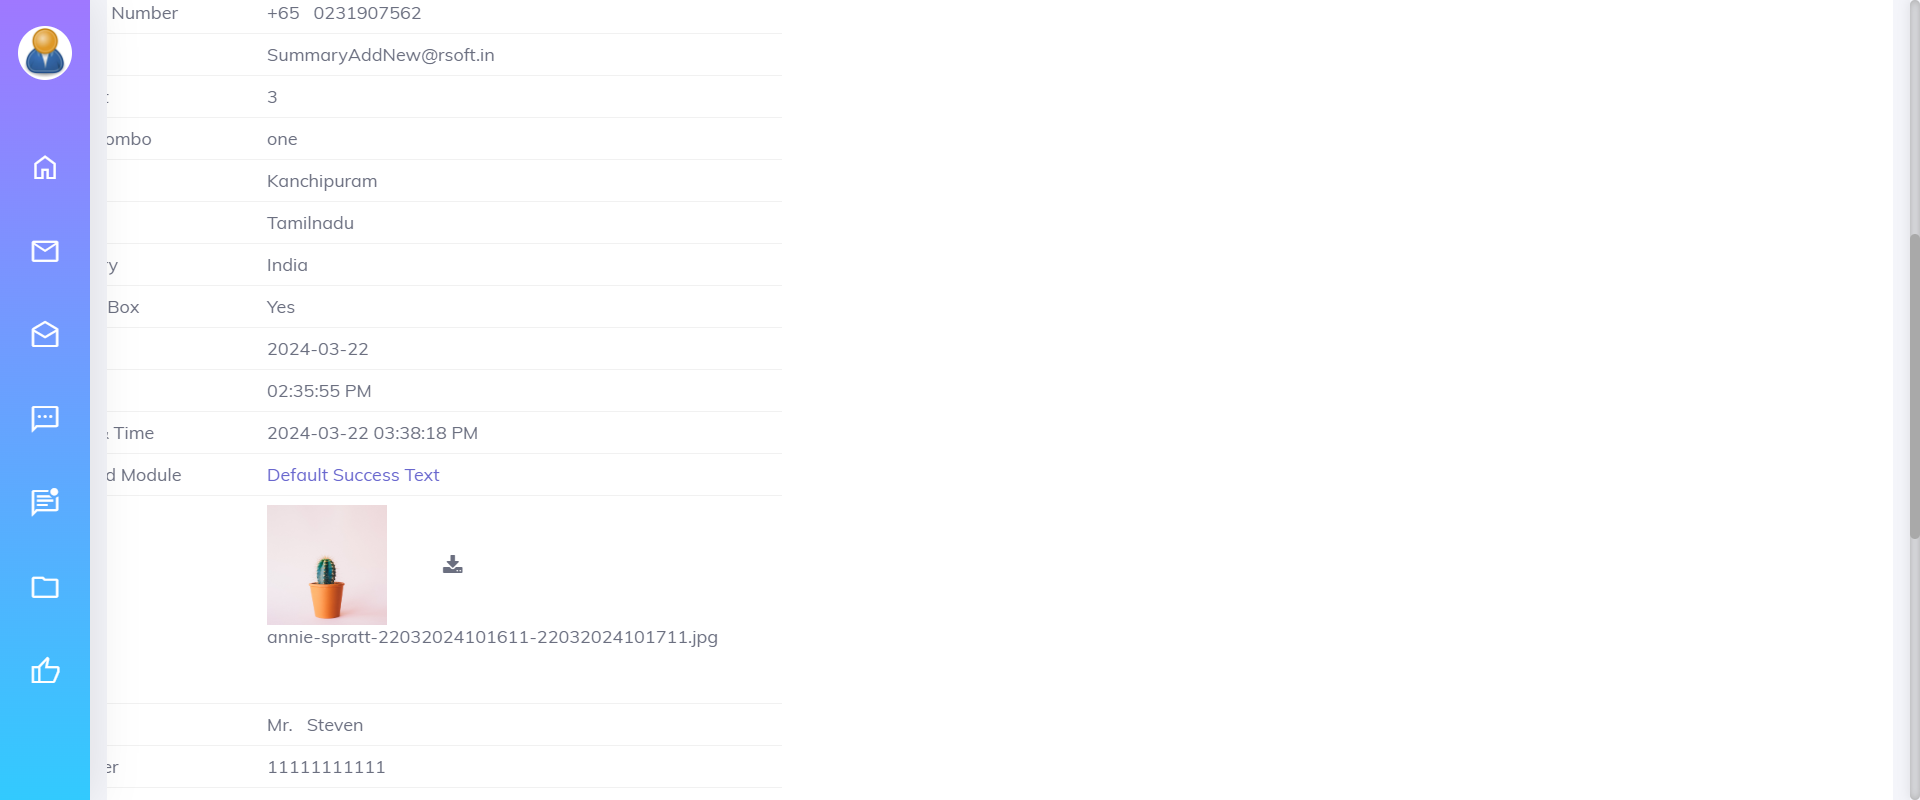 Number +65 0231907562
SummaryAddNew@rsoft.in
3
one
Kanchipuram
Tamilnadu
India
Box Yes
2024-03-22
02:35:55 PM
Time 2024-03-22 03:38:18 PM
Module Default Success Text
annie-spratt-22032024101611-22032024101711.jpg
Mr. Steven
11111111111